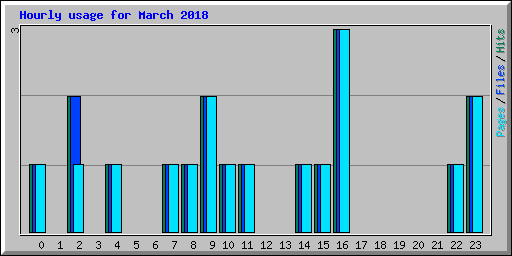 Hourly usage for March 2018
3
Pages/Files/Hits
0 1 2 3 4 5 6 7 8 9 10 11 12 13 14 15 16 17 18 19 20 21 22 23